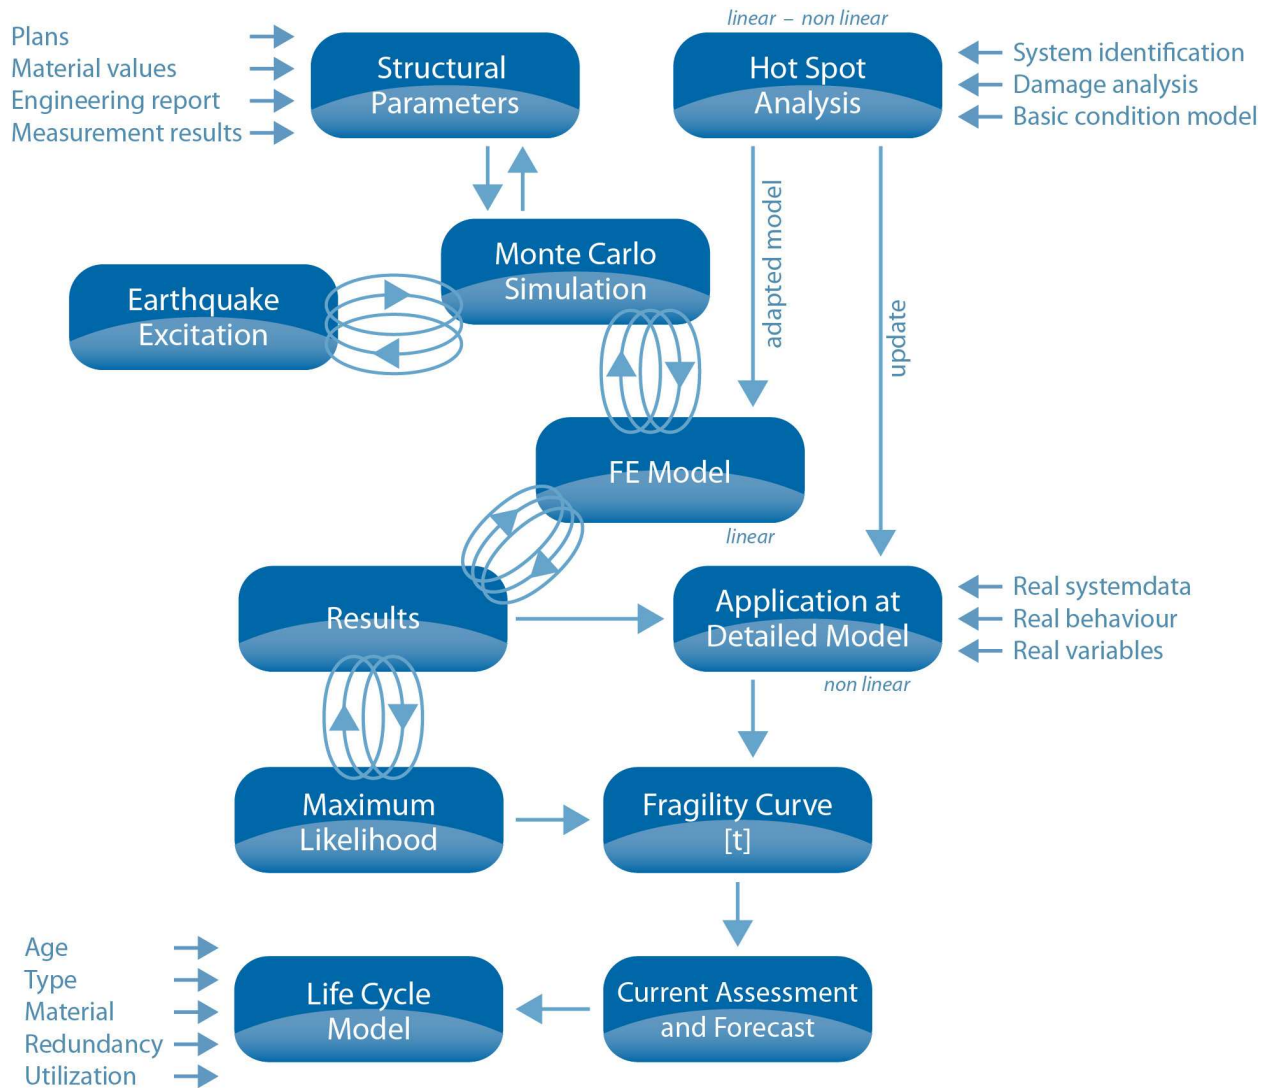 Plans
Material values
Engineering report
Measurement results
Structural
Parameters
linear – non linear
Hot Spot
Analysis
System identification
Damage analysis
Basic condition model
Monte Carlo
Simulation
Earthquake
Excitation
adapted model
update
FE Model
linear
Results
Application at
Detailed Model
non linear
Real systemdata
Real behaviour
Real variables
Maximum
Likelihood
Fragility Curve
[t]
Age
Type
Material
Redundancy
Utilization
Life Cycle
Model
Current Assessment
and Forecast